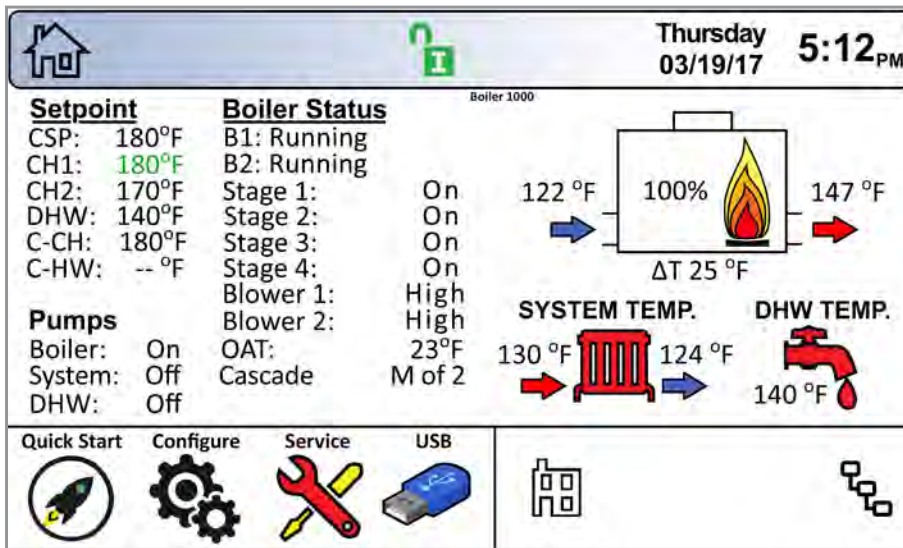 Thursday
03/19/17
5:12 PM
I
Boiler 1000
Setpoint
CSP: 180°F
CH1: 180°F
CH2: 170°F
DHW: 140°F
C-CH: 180°F
C-HW: -- °F
Pumps
Boiler: On
System: Off
DHW: Off
Boiler Status
B1: Running
B2: Running
Stage 1: On
Stage 2: On
Stage 3: On
Stage 4: On
Blower 1: High
Blower 2: High
OAT: 23°F
Cascade M of 2
122 °F 100% 147 °F
ΔT 25 °F
SYSTEM TEMP.
130 °F 124 °F
DHW TEMP.
140 °F
Quick Start Configure Service USB